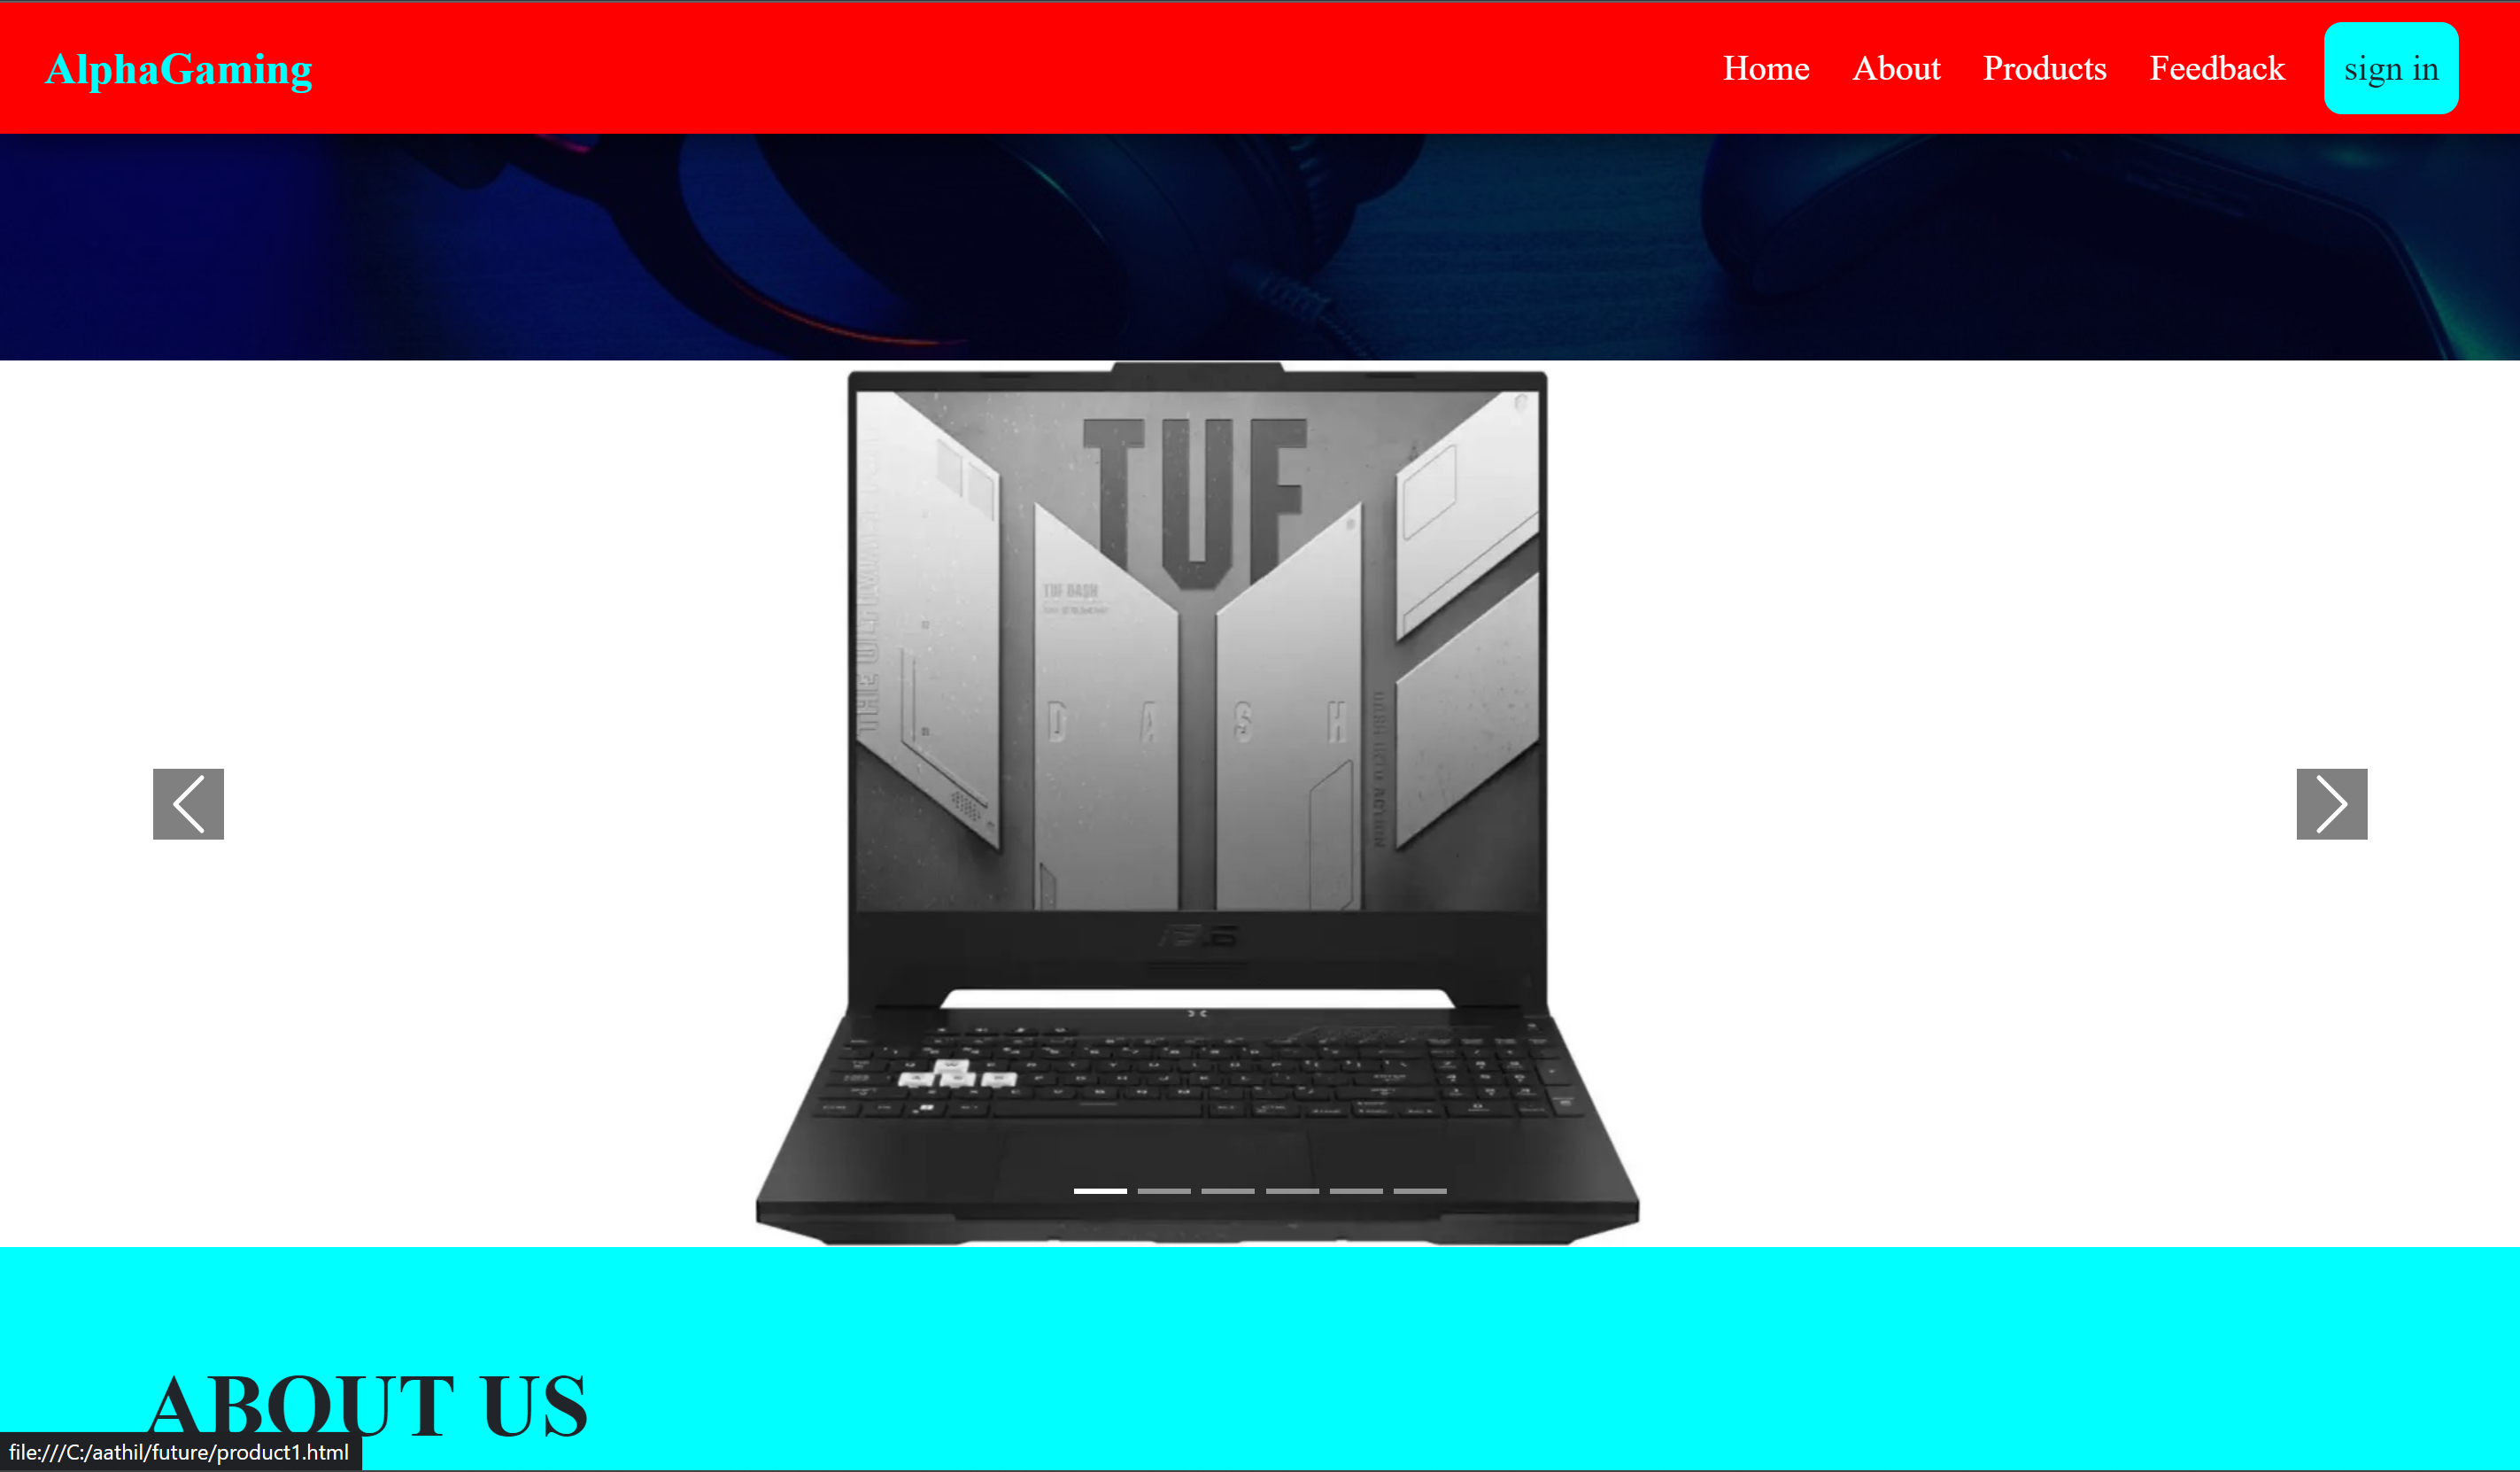 AlphaGaming
Home About Products Feedback sign in
TUF
TUF DASH
D A S H
ABOUT US
file:///C:/aathil/future/product1.html